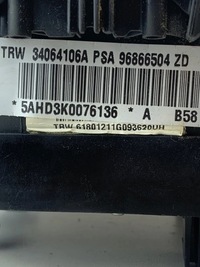 TRW 34064106A PSA 96866504 ZD
*5AHD3K0076136* A B58
TRW 61801211G093620UH